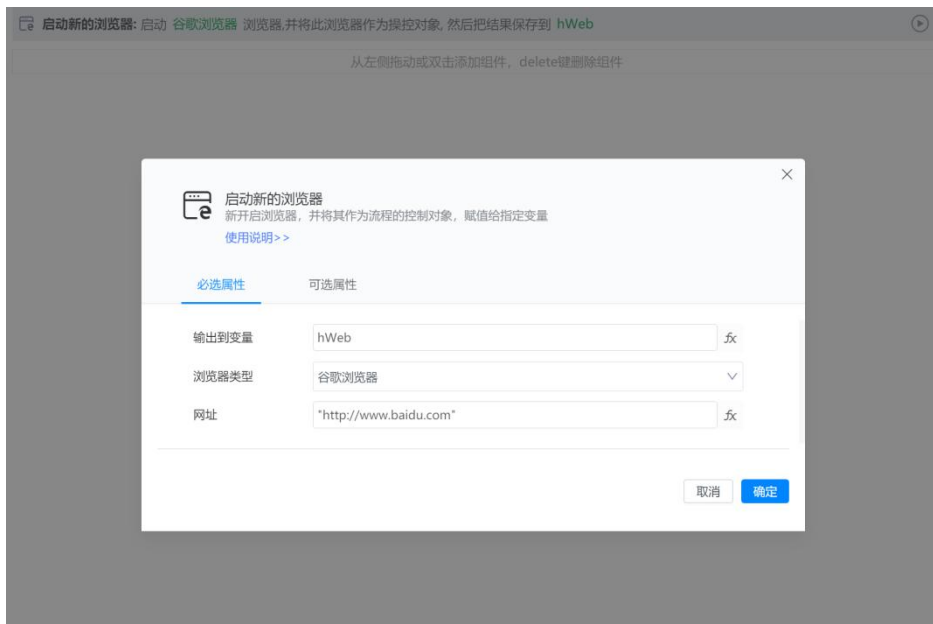 启动新的浏览器: 启动 谷歌浏览器 浏览器,并将此浏览器作为操控对象, 然后把结果保存到 hWeb
从左侧拖动或双击添加组件，delete键删除组件
启动新的浏览器
新开启浏览器，并将其作为流程的控制对象，赋值给指定变量
使用说明>>
必选属性 可选属性
输出到变量 hWeb fx
浏览器类型 谷歌浏览器
网址 "http://www.baidu.com" fx
取消 确定